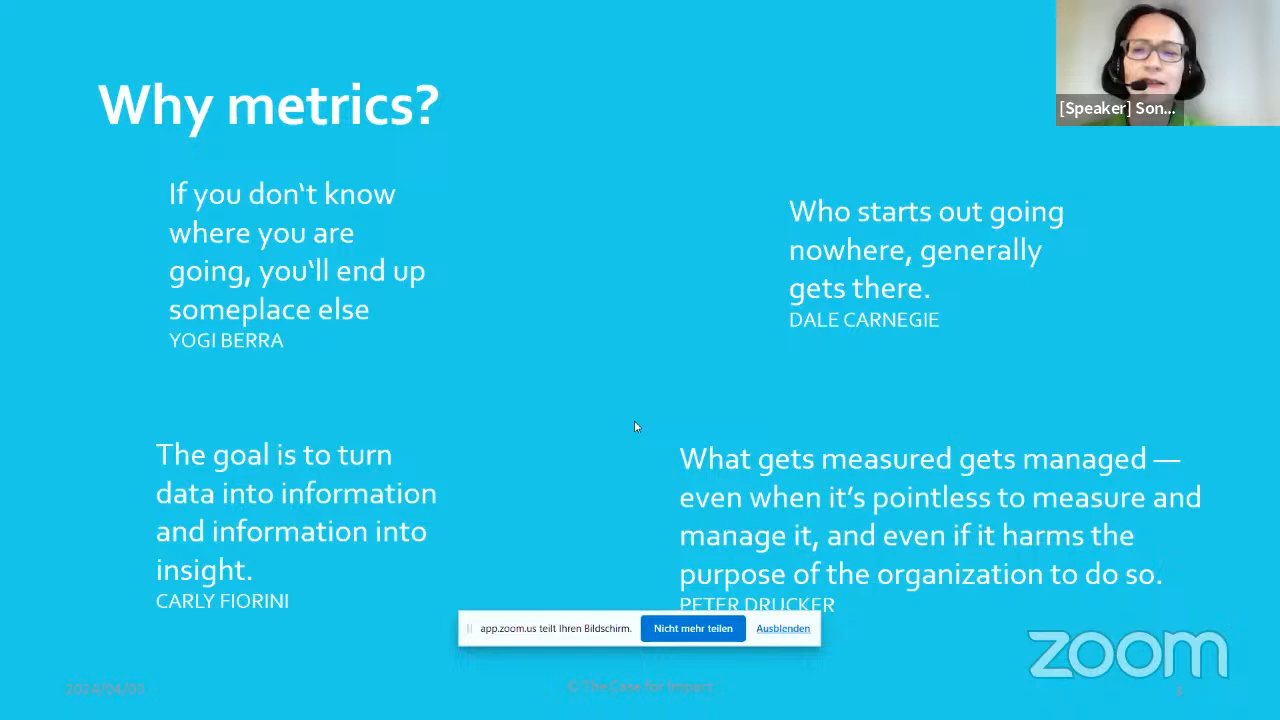 Why metrics?
[Speaker] Son...
If you don‛t know
where you are
going, you‛ll end up
someplace else
YOGI BERRA
Who starts out going
nowhere, generally
gets there.
DALE CARNEGIE
The goal is to turn
data into information
and information into
insight.
CARLY FIORINI
What gets measured gets managed —
even when it’s pointless to measure and
manage it, and even if it harms the
purpose of the organization to do so.
PETER DRUCKER
app.zoom.us teilt Ihren Bildschirm.
Nicht mehr teilen
Ausblenden
zoom
© The Case for Impact